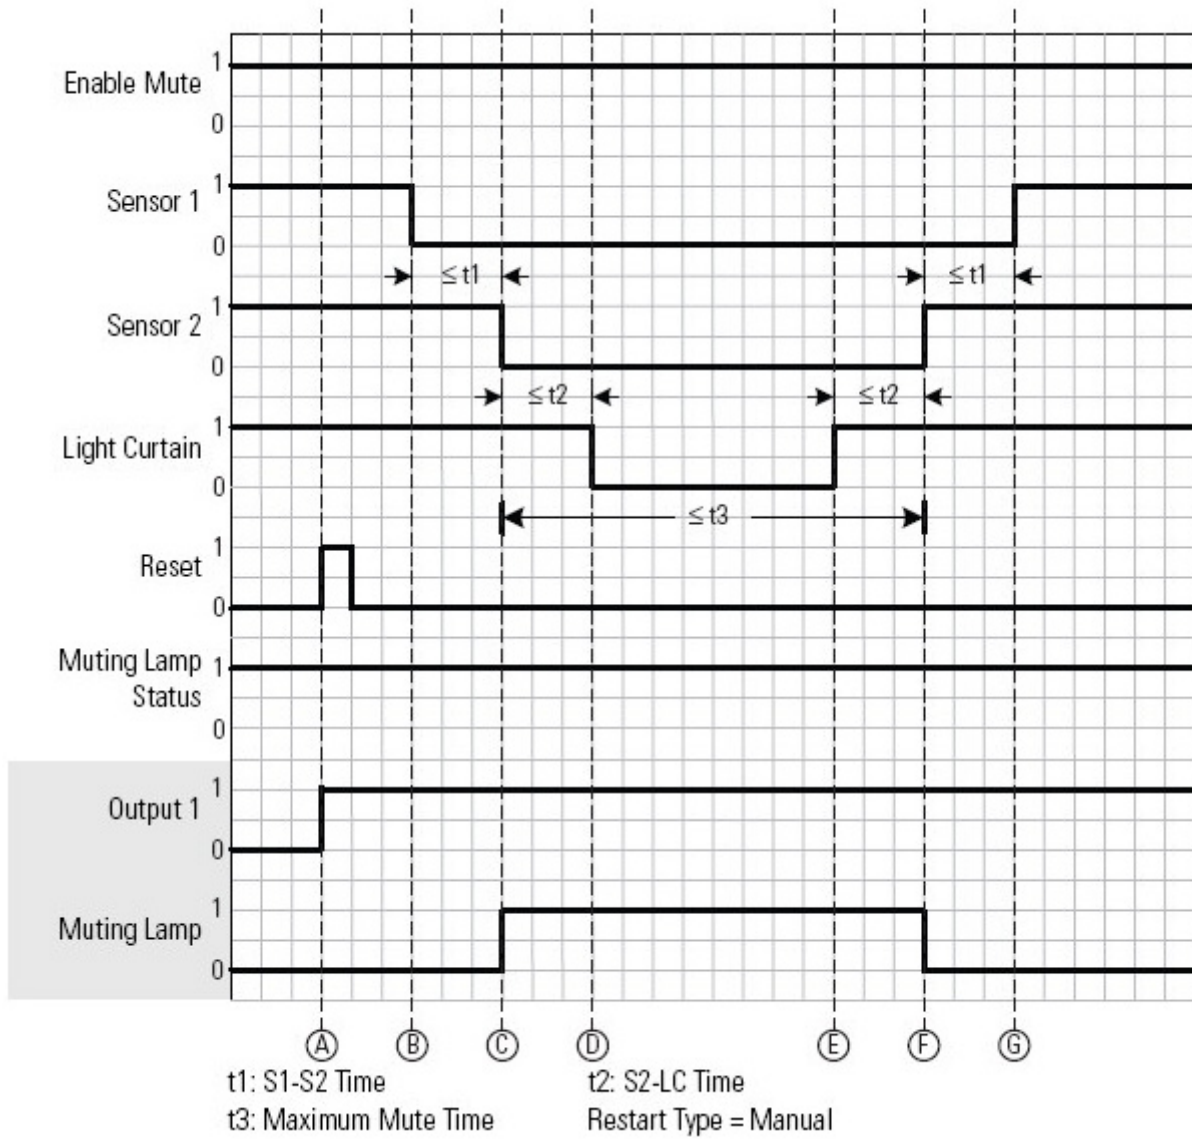 Enable Mute
1
0
Sensor 1
1
0
≤ t1
≤ t1
Sensor 2
1
0
≤ t2
≤ t2
Light Curtain
1
0
≤ t3
Reset
1
0
Muting Lamp
Status
1
0
Output 1
1
0
Muting Lamp
1
0
A B C D E F G
t1: S1-S2 Time t2: S2-LC Time
t3: Maximum Mute Time Restart Type = Manual